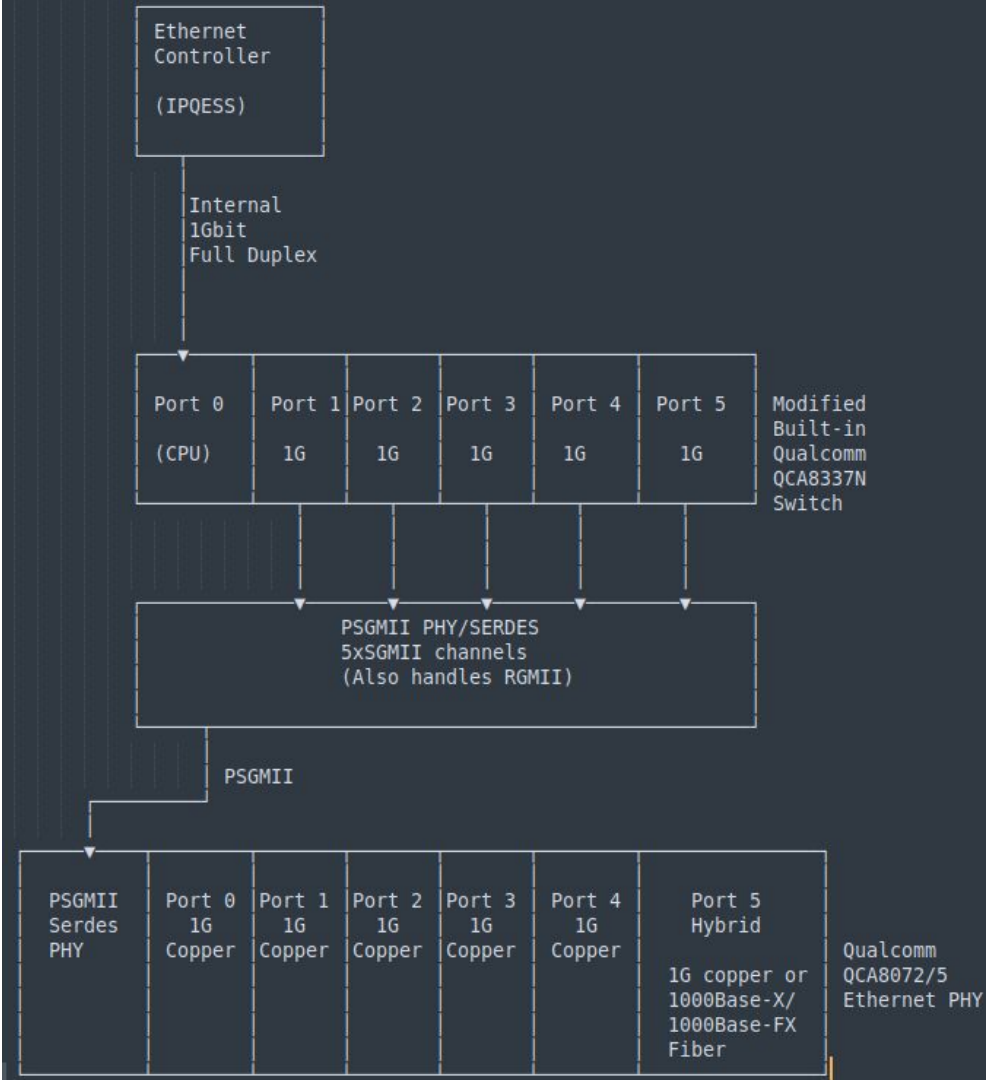 Ethernet
Controller
(IPQESS)
Internal
1Gbit
Full Duplex
Port 0 Port 1 Port 2 Port 3 Port 4 Port 5
(CPU) 1G 1G 1G 1G 1G
Modified
Built-in
Qualcomm
QCA8337N
Switch
PSGMII PHY/SERDES
5xSGMII channels
(Also handles RGMII)
PSGMII
PSGMII Port 0 Port 1 Port 2 Port 3 Port 4 Port 5
Serdes 1G 1G 1G 1G 1G Hybrid
PHY Copper Copper Copper Copper Copper
1G copper or
1000Base-X/
1000Base-FX
Fiber
Qualcomm
QCA8072/5
Ethernet PHY